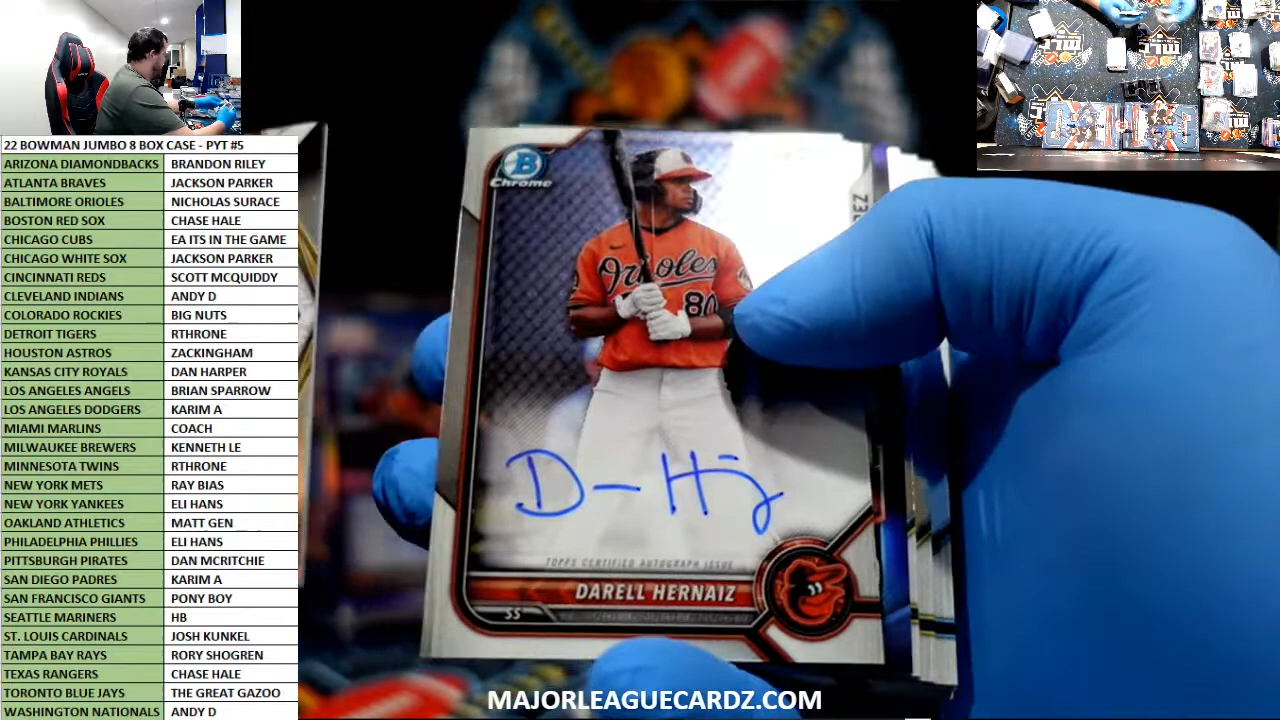 22 BOWMAN JUMBO 8 BOX CASE - PYT #5
ARIZONA DIAMONDBACKS BRANDON RILEY
ATLANTA BRAVES JACKSON PARKER
BALTIMORE ORIOLES NICHOLAS SURACE
BOSTON RED SOX CHASE HALE
CHICAGO CUBS EA ITS IN THE GAME
CHICAGO WHITE SOX JACKSON PARKER
CINCINNATI REDS SCOTT MCQUIDDY
CLEVELAND INDIANS ANDY D
COLORADO ROCKIES BIG NUTS
DETROIT TIGERS RTHRONE
HOUSTON ASTROS ZACKINGHAM
KANSAS CITY ROYALS DAN HARPER
LOS ANGELES ANGELS BRIAN SPARROW
LOS ANGELES DODGERS KARIM A
MIAMI MARLINS COACH
MILWAUKEE BREWERS KENNETH LE
MINNESOTA TWINS RTHRONE
NEW YORK METS RAY BIAS
NEW YORK YANKEES ELI HANS
OAKLAND ATHLETICS MATT GEN
PHILADELPHIA PHILLIES ELI HANS
PITTSBURGH PIRATES DAN MCRITCHIE
SAN DIEGO PADRES KARIM A
SAN FRANCISCO GIANTS PONY BOY
SEATTLE MARINERS HB
ST. LOUIS CARDINALS JOSH KUNKEL
TAMPA BAY RAYS RORY SHOGREN
TEXAS RANGERS CHASE HALE
TORONTO BLUE JAYS THE GREAT GAZOO
WASHINGTON NATIONALS ANDY D
B
Chrome
Orioles
80
D-H
TOPPS CERTIFIED AUTOGRAPH ISSUE
DARELL HERNAIZ
SS
MAJORLEAGUECARDZ.COM